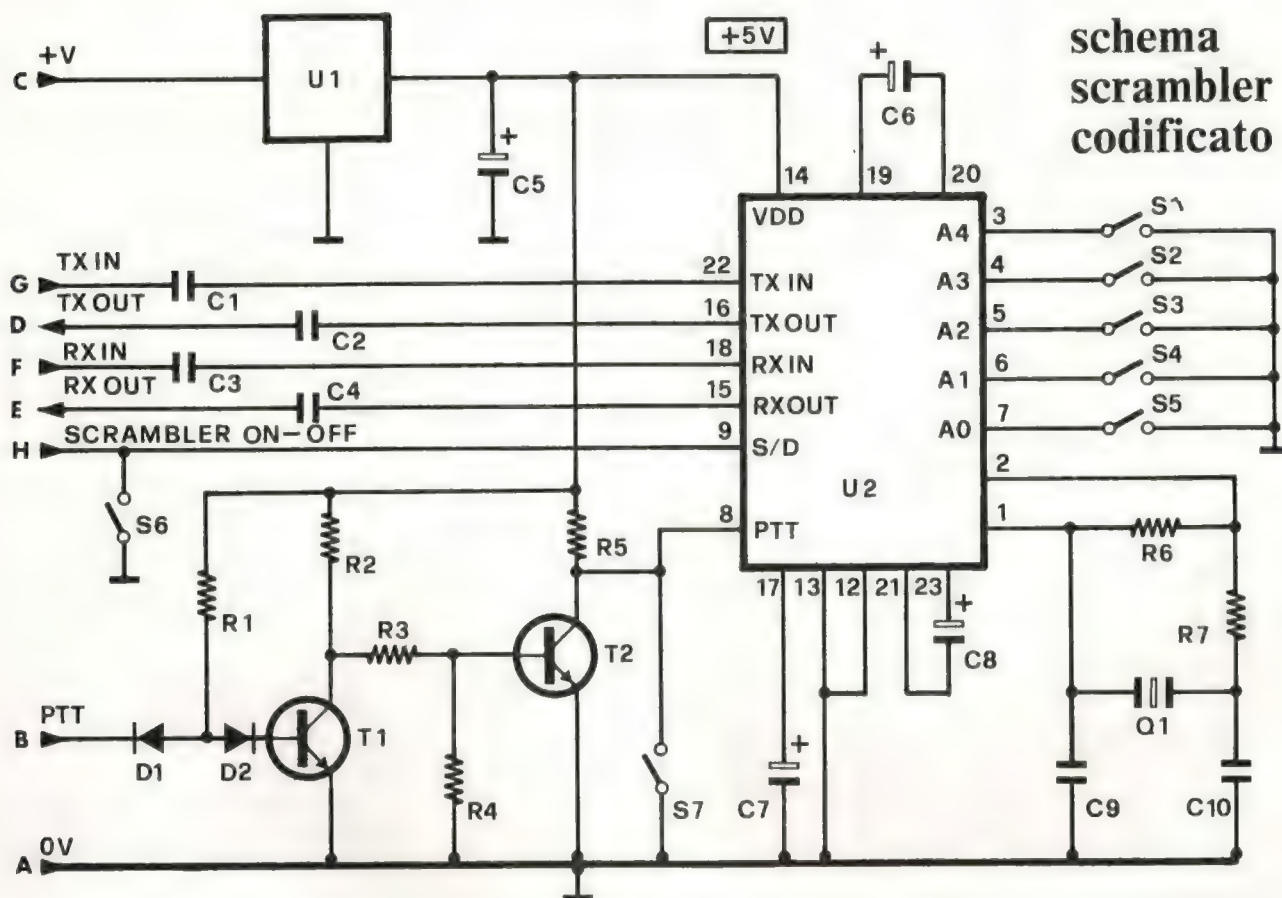 schema
scrambler
codificato
+5V
+V
C
U1
+
C5
+
C6
14
19
20
VDD
G
TX IN
C1
22
TX IN
D
TX OUT
C2
16
TXOUT
F
RX IN
C3
18
RX IN
E
RX OUT
C4
15
RXOUT
H
SCRAMBLER ON-OFF
9
S/D
S6
8
PTT
U2
A4
3
S1
A3
4
S2
A2
5
S3
A1
6
S4
A0
7
S5
2
1
R6
R7
Q1
C9
C10
17
13
12
21
23
+
C8
+
C7
S7
R1
R2
R3
R4
R5
T1
T2
B
PTT
D1
D2
A
0V